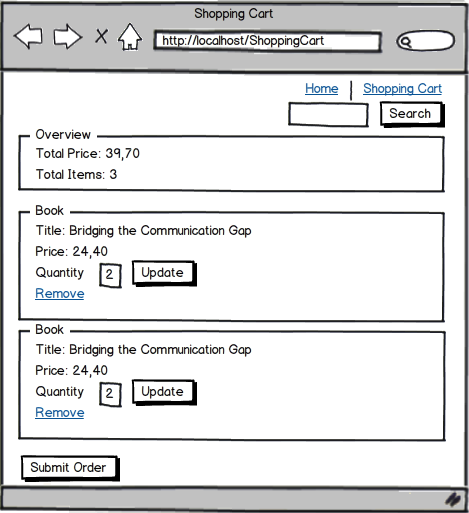 Shopping Cart
http://localhost/ShoppingCart
Home Shopping Cart
Search
Overview
Total Price: 39,70
Total Items: 3
Book
Title: Bridging the Communication Gap
Price: 24,40
Quantity 2 Update
Remove
Book
Title: Bridging the Communication Gap
Price: 24,40
Quantity 2 Update
Remove
Submit Order